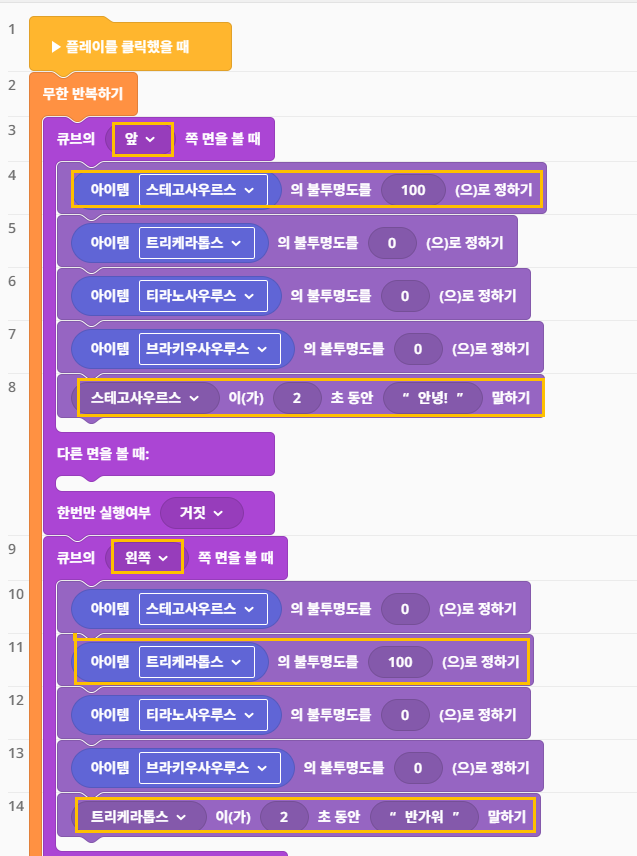 1 ▶ 플레이를 클릭했을 때
2 무한 반복하기
3 큐브의 앞 쪽 면을 볼 때
4 아이템 스테고사우르스 의 불투명도를 100 (으)로 정하기
5 아이템 트리케라톱스 의 불투명도를 0 (으)로 정하기
6 아이템 티라노사우루스 의 불투명도를 0 (으)로 정하기
7 아이템 브라키우사우루스 의 불투명도를 0 (으)로 정하기
8 스테고사우르스 이(가) 2 초 동안 “ 안녕! ” 말하기
다른 면을 볼 때:
한번만 실행여부 거짓
9 큐브의 왼쪽 쪽 면을 볼 때
10 아이템 스테고사우르스 의 불투명도를 0 (으)로 정하기
11 아이템 트리케라톱스 의 불투명도를 100 (으)로 정하기
12 아이템 티라노사우루스 의 불투명도를 0 (으)로 정하기
13 아이템 브라키우사우루스 의 불투명도를 0 (으)로 정하기
14 트리케라톱스 이(가) 2 초 동안 “ 반가워 ” 말하기